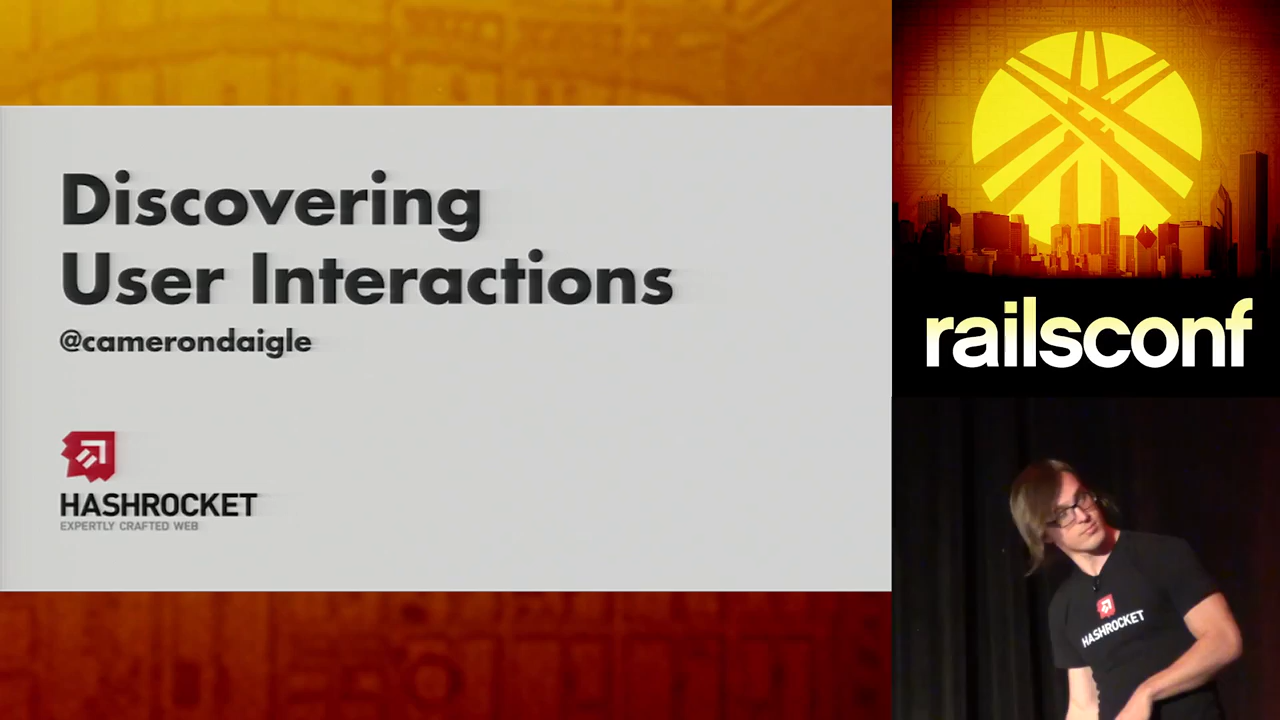 Discovering
User Interactions
@camerondaigle
HASHROCKET
EXPERTLY CRAFTED WEB
railsconf
HASHROCKET